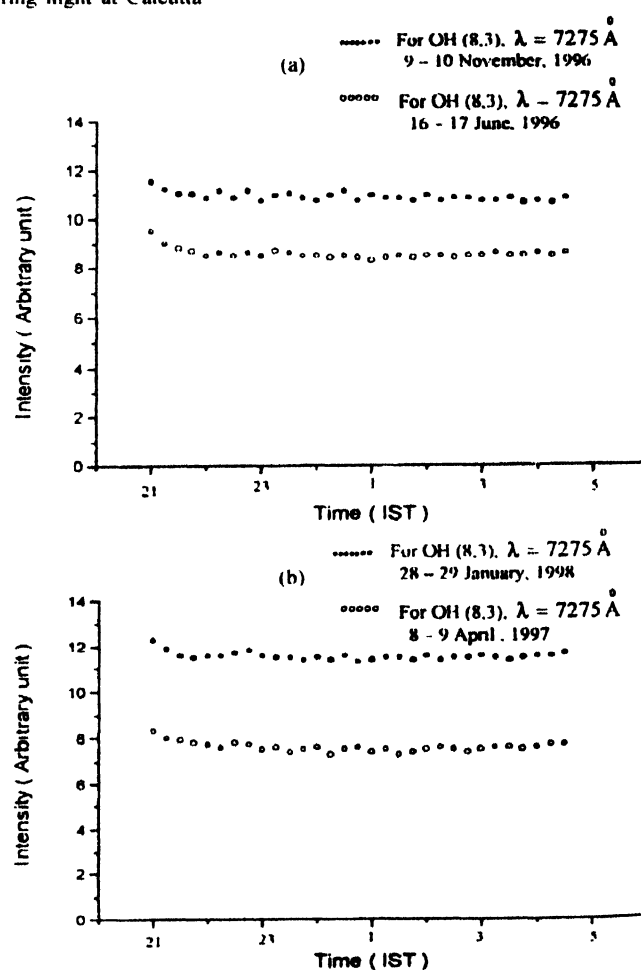 ring night at Calcutta
For OH (8,3), λ = 7275 Å
9 – 10 November, 1996
(a)
For OH (8,3), λ – 7275 Å
16 - 17 June, 1996
14
12
10
8
6
4
2
0
Intensity ( Arbitrary unit )
21
23
1
3
5
Time ( IST )
For OH (8,3), λ = 7275 Å
28 – 29 January, 1998
(b)
For OH (8,3), λ = 7275 Å
8 - 9 April , 1997
14
12
10
8
6
4
2
0
Intensity ( Arbitrary unit )
21
23
1
3
5
Time ( IST )